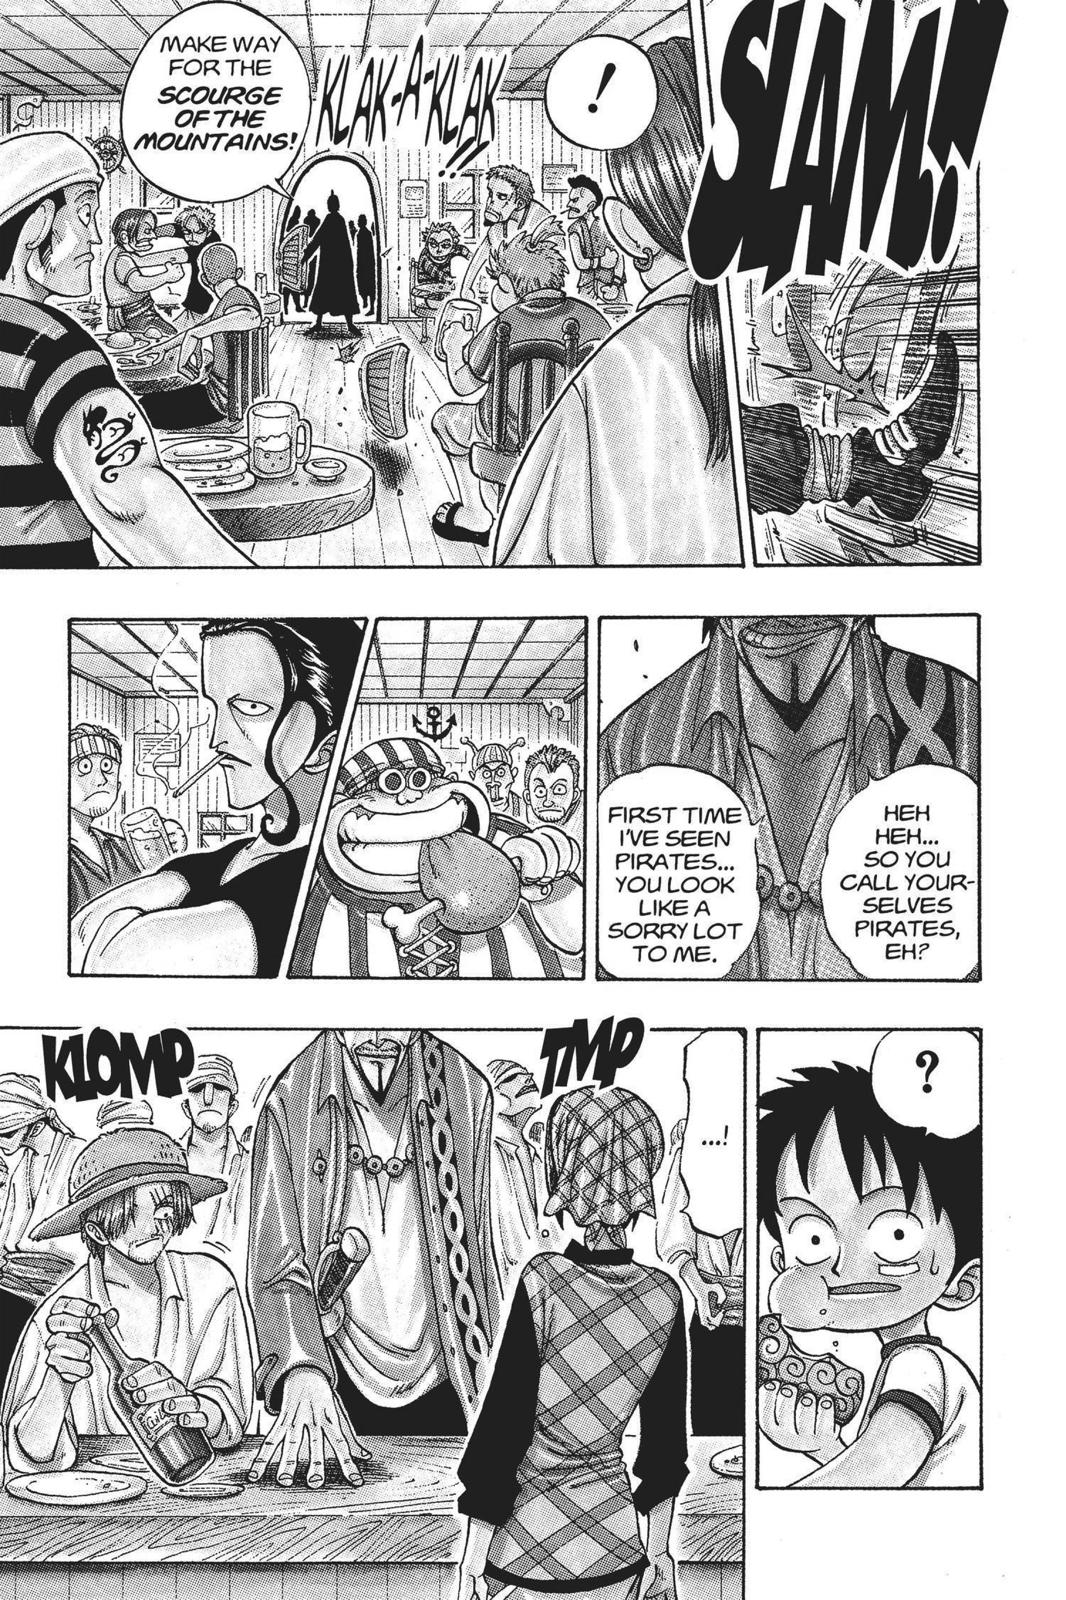 SLAM!!
!
KLAK-A-KLAK!!
MAKE WAY
FOR THE
SCOURGE
OF THE
MOUNTAINS!
HEH
HEH...
SO YOU
CALL YOUR-
SELVES
PIRATES,
EH?
FIRST TIME
I'VE SEEN
PIRATES...
YOU LOOK
LIKE A
SORRY LOT
TO ME.
?
...!
TMP
KLOMP